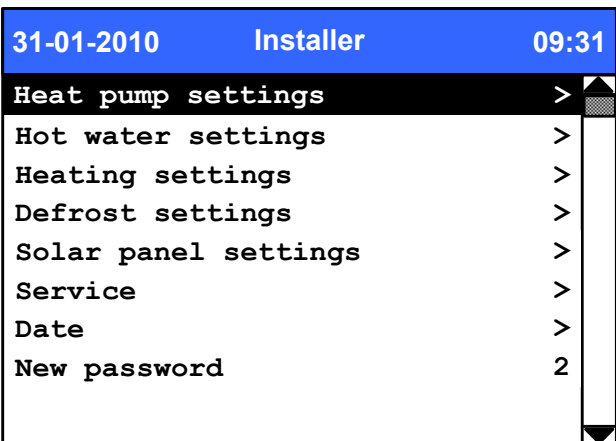 31-01-2010 Installer 09:31
Heat pump settings >
Hot water settings >
Heating settings >
Defrost settings >
Solar panel settings >
Service >
Date >
New password 2